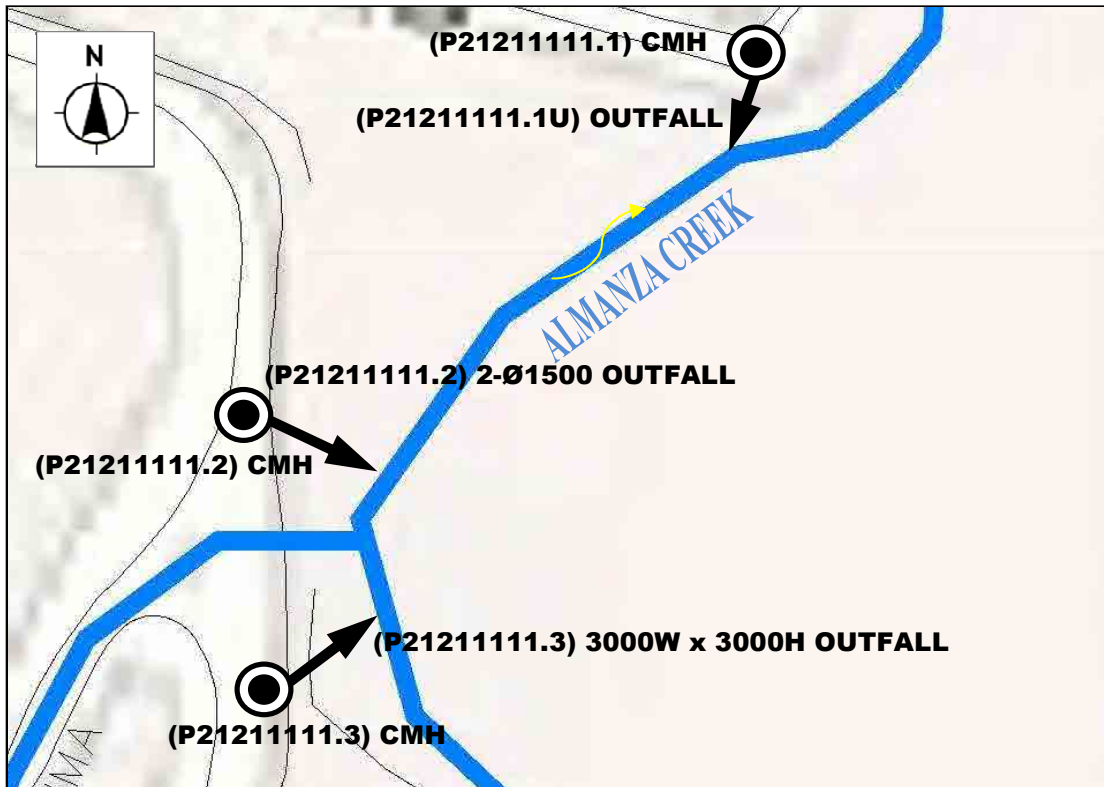 N
(P21211111.1) CMH
(P21211111.1U) OUTFALL
ALMANZA CREEK
(P21211111.2) 2-Ø1500 OUTFALL
(P21211111.2) CMH
(P21211111.3) 3000W x 3000H OUTFALL
(P21211111.3) CMH